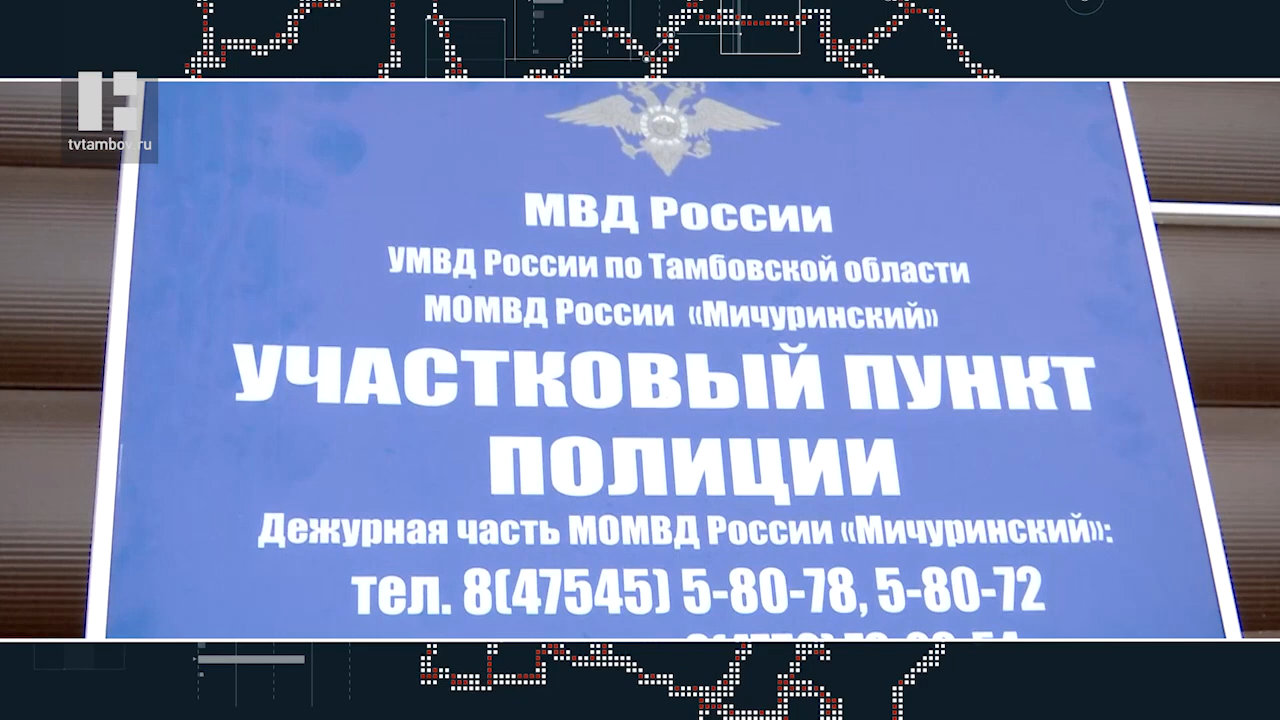 tvtambov.ru
МВД России
УМВД России по Тамбовской области
МОМВД России «Мичуринский»
УЧАСТКОВЫЙ ПУНКТ
ПОЛИЦИИ
Дежурная часть МОМВД России «Мичуринский»:
тел. 8(47545) 5-80-78, 5-80-72